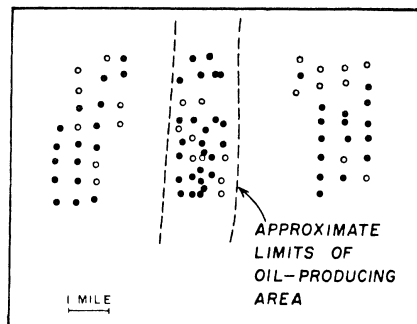 APPROXIMATE
LIMITS OF
OIL-PRODUCING
AREA
1 MILE